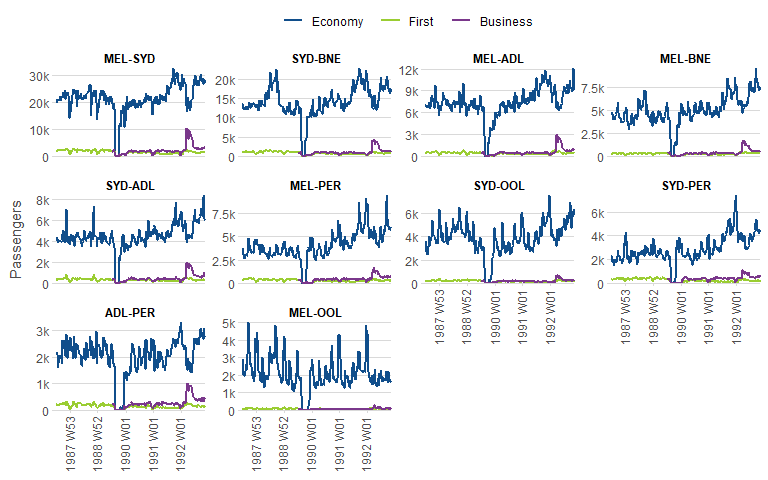 Economy First Business
MEL-SYD SYD-BNE MEL-ADL MEL-BNE
30k
20k
10k
0
20k
15k
10k
5k
0
12k
9k
6k
3k
0
7.5k
5k
2.5k
0
Passengers
SYD-ADL MEL-PER SYD-OOL SYD-PER
8k
6k
4k
2k
0
7.5k
5k
2.5k
0
6k
4k
2k
0
6k
4k
2k
0
1987 W53
1988 W52
1990 W01
1991 W01
1992 W01
1987 W53
1988 W52
1990 W01
1991 W01
1992 W01
ADL-PER MEL-OOL
3k
2k
1k
0
5k
4k
3k
2k
1k
0
1987 W53
1988 W52
1990 W01
1991 W01
1992 W01
1987 W53
1988 W52
1990 W01
1991 W01
1992 W01